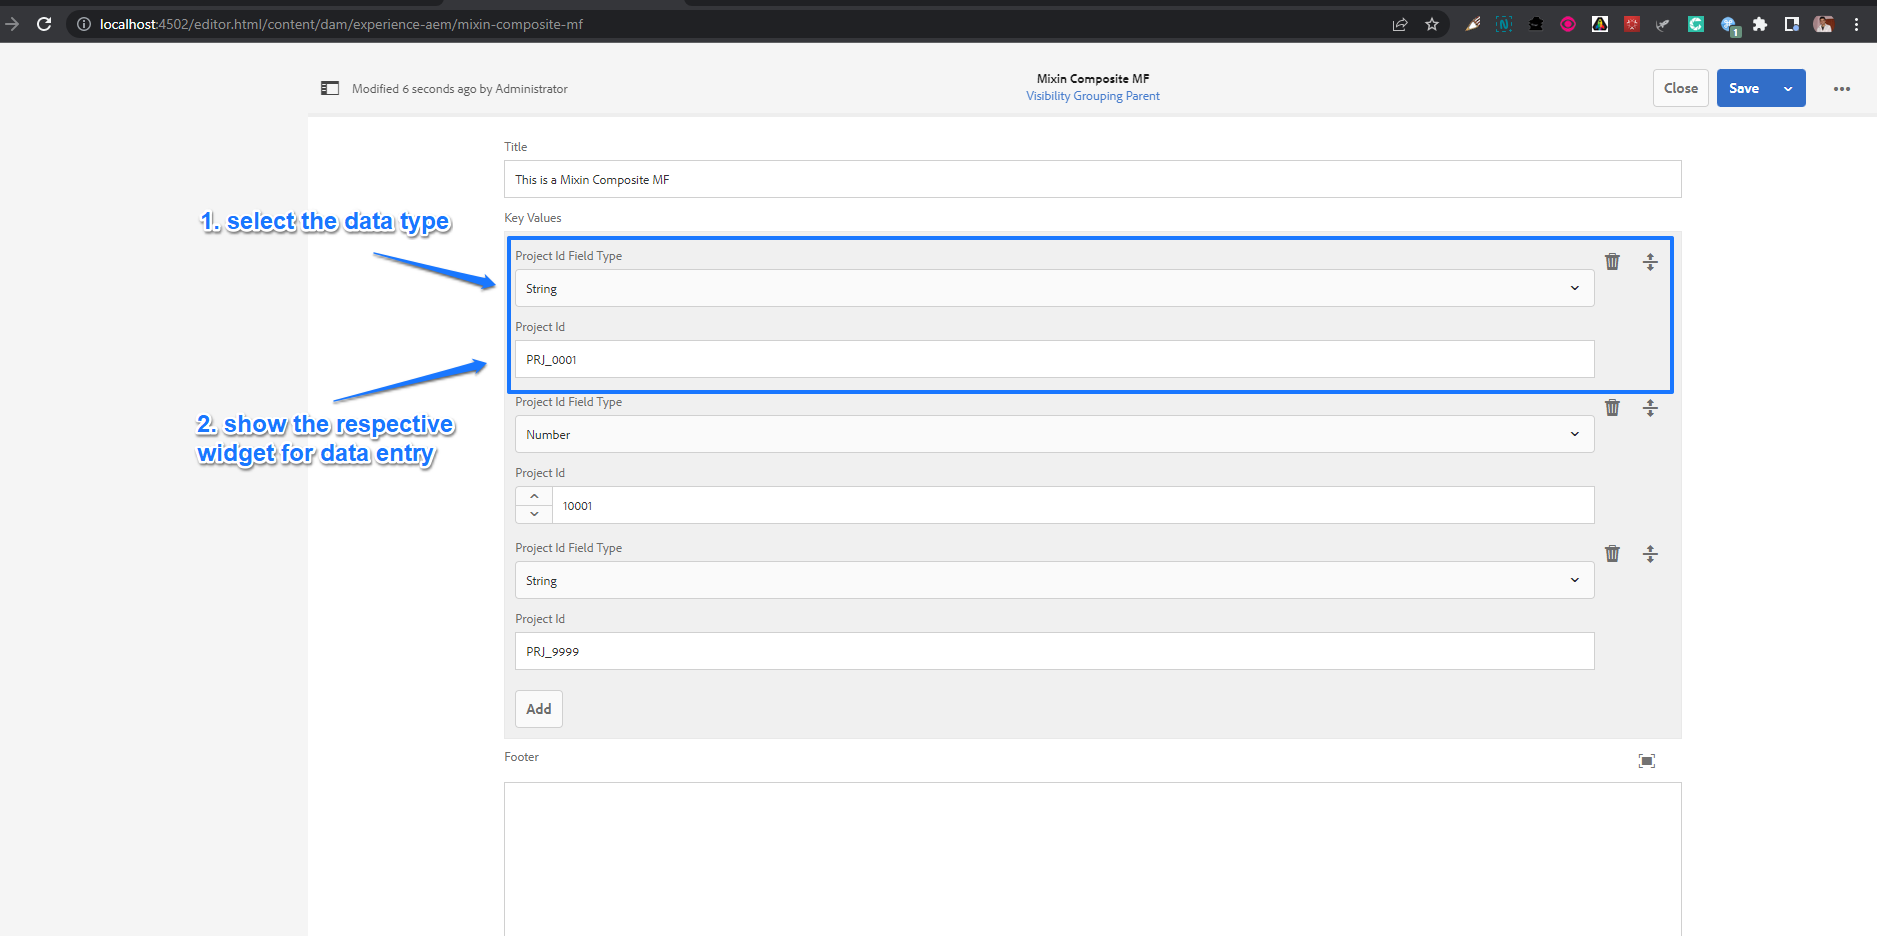 localhost:4502/editor.html/content/dam/experience-aem/mixin-composite-mf
1
Modified 6 seconds ago by Administrator
Mixin Composite MF
Visibility Grouping Parent
Close
Save
Title
This is a Mixin Composite MF
Key Values
1. select the data type
Project Id Field Type
String
Project Id
PRJ_0001
2. show the respective
widget for data entry
Project Id Field Type
Number
Project Id
10001
Project Id Field Type
String
Project Id
PRJ_9999
Add
Footer